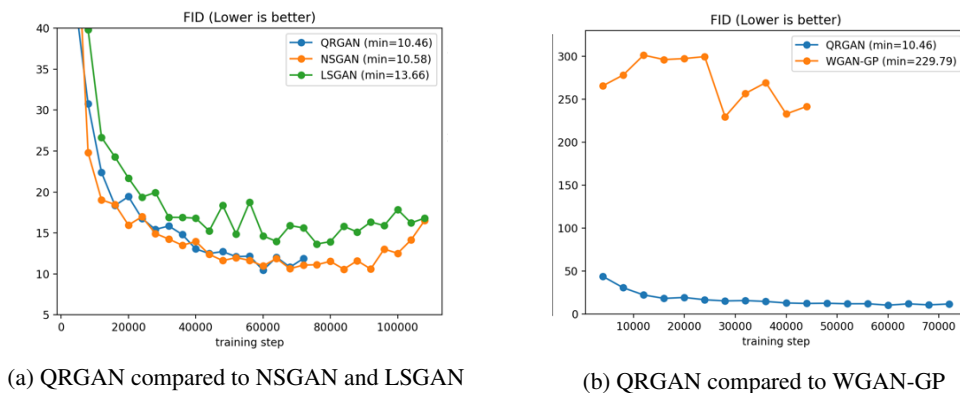 FID (Lower is better)
40
35
30
25
20
15
10
5
QRGAN (min=10.46)
NSGAN (min=10.58)
LSGAN (min=13.66)
0
20000
40000
60000
80000
100000
training step
(a) QRGAN compared to NSGAN and LSGAN
FID (Lower is better)
300
250
200
150
100
50
0
QRGAN (min=10.46)
WGAN-GP (min=229.79)
10000
20000
30000
40000
50000
60000
70000
training step
(b) QRGAN compared to WGAN-GP